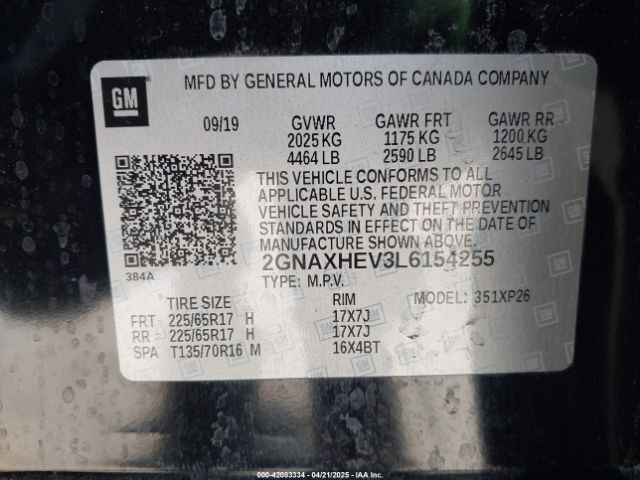 GM
MFD BY GENERAL MOTORS OF CANADA COMPANY
09/19 GVWR GAWR FRT GAWR RR
2025 KG 1175 KG 1200 KG
4464 LB 2590 LB 2645 LB
THIS VEHICLE CONFORMS TO ALL
APPLICABLE U.S. FEDERAL MOTOR
VEHICLE SAFETY AND THEFT PREVENTION
STANDARDS IN EFFECT ON THE DATE OF
MANUFACTURE SHOWN ABOVE.
384A
2GNAXHEV3L6154255
TYPE: M.P.V. MODEL: 351XP26
TIRE SIZE RIM
FRT 225/65R17 H 17X7J
RR 225/65R17 H 17X7J
SPA T135/70R16 M 16X4BT
000-42083334 - 04/21/2025 - IAA Inc.